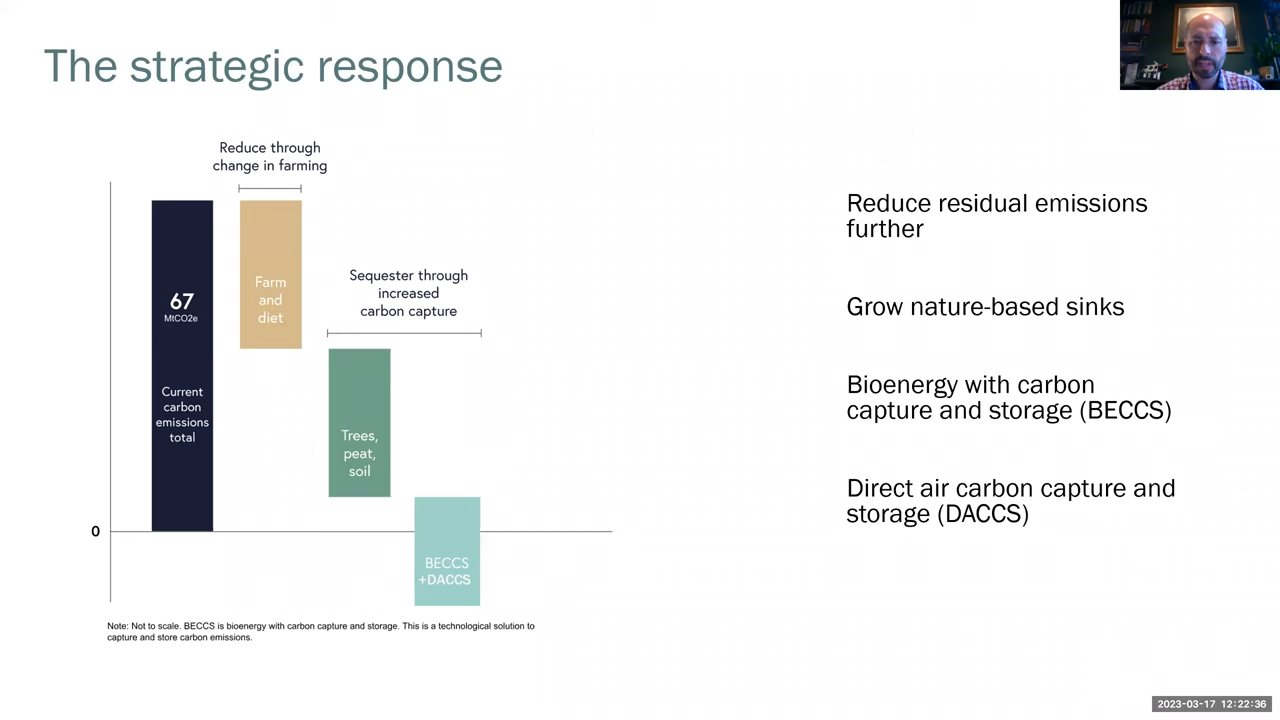 The strategic response
Reduce through
change in farming
Farm
and
diet
Sequester through
increased
carbon capture
67
MtCO2e
Current
carbon
emissions
total
Trees,
peat,
soil
0
BECCS
+DACCS
Note: Not to scale. BECCS is bioenergy with carbon capture and storage. This is a technological solution to
capture and store carbon emissions.
Reduce residual emissions
further
Grow nature-based sinks
Bioenergy with carbon
capture and storage (BECCS)
Direct air carbon capture and
storage (DACCS)
2023-03-17 12:22:36